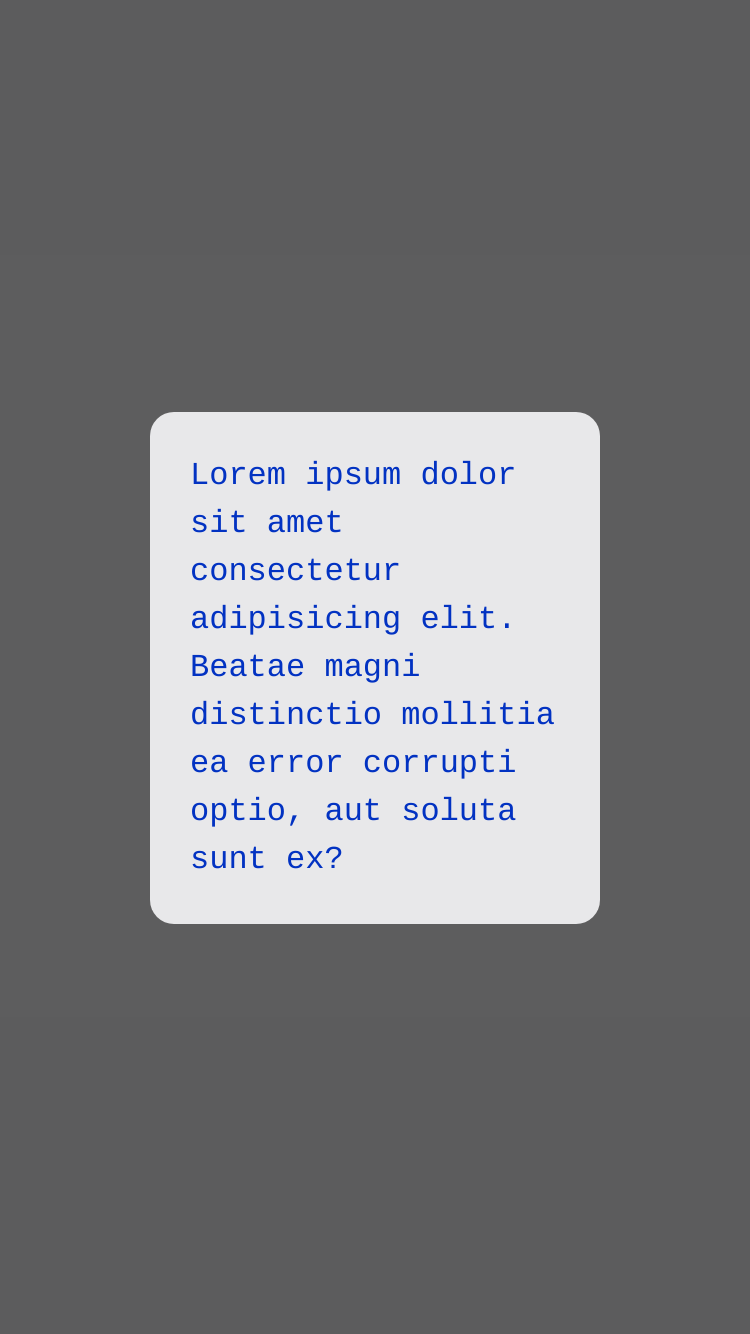 Lorem ipsum dolor
sit amet
consectetur
adipisicing elit.
Beatae magni
distinctio mollitia
ea error corrupti
optio, aut soluta
sunt ex?